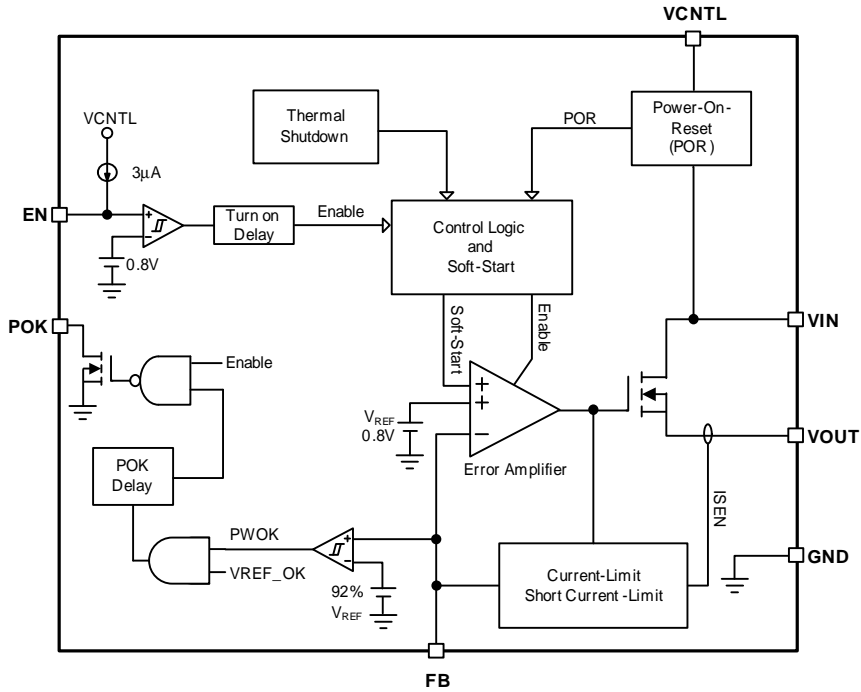 VCNTL
Thermal
Shutdown
Power-On-
Reset
(POR)
POR
VCNTL
3μA
EN
Turn on
Delay
Enable
Control Logic
and
Soft-Start
0.8V
POK
Soft-Start
Enable
VIN
Enable
VREF
0.8V
Error Amplifier
VOUT
POK
Delay
ISEN
PWOK
VREF_OK
92%
VREF
Current-Limit
Short Current -Limit
GND
FB